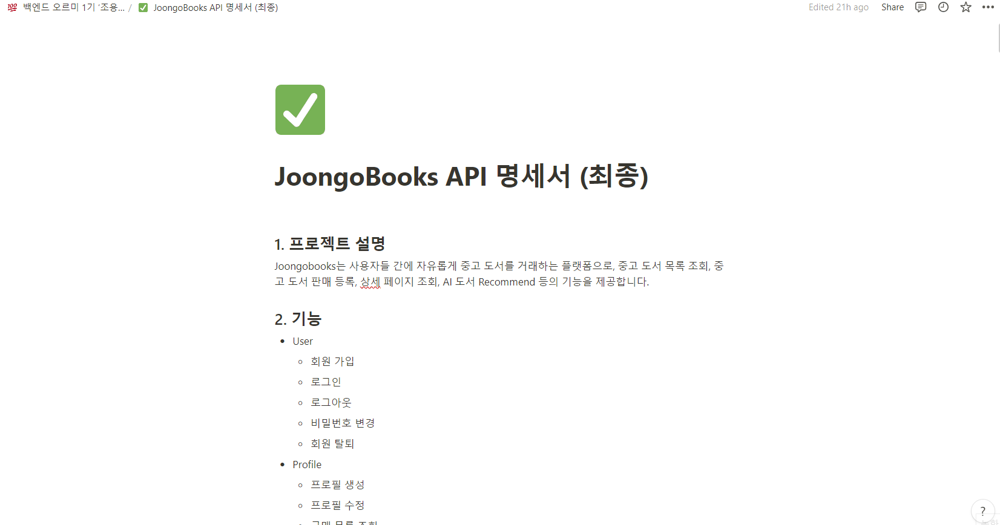 백엔드 오르미 1기 '조용... / JoongoBooks API 명세서 (최종) Edited 21h ago Share
JoongoBooks API 명세서 (최종)
1. 프로젝트 설명
Joongobooks는 사용자들 간에 자유롭게 중고 도서를 거래하는 플랫폼으로, 중고 도서 목록 조회, 중
고 도서 판매 등록, 상세 페이지 조회, AI 도서 Recommend 등의 기능을 제공합니다.
2. 기능
User
회원 가입
로그인
로그아웃
비밀번호 변경
회원 탈퇴
Profile
프로필 생성
프로필 수정
구매 목록 조회
?